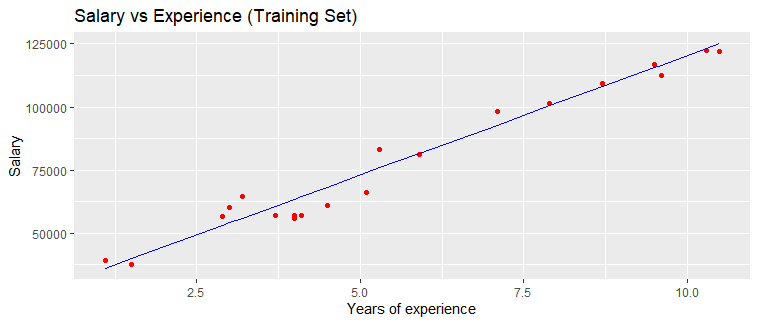 Salary vs Experience (Training Set)
125000
100000
75000
50000
Salary
2.5 5.0 7.5 10.0
Years of experience